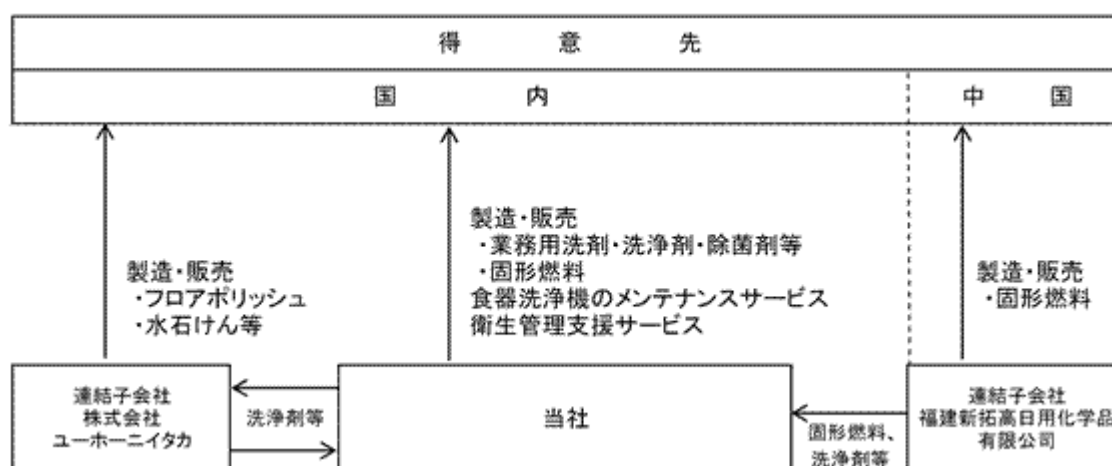 得意先
国内
中国
製造・販売
・フロアポリッシュ
・水石けん等
製造・販売
・業務用洗剤・洗浄剤・除菌剤等
・固形燃料
食器洗浄機のメンテナンスサービス
衛生管理支援サービス
製造・販売
・固形燃料
連結子会社
株式会社
ユーホーニイタカ
洗浄剤等
当社
固形燃料、
洗浄剤等
連結子会社
福建新拓高日用化学品
有限公司